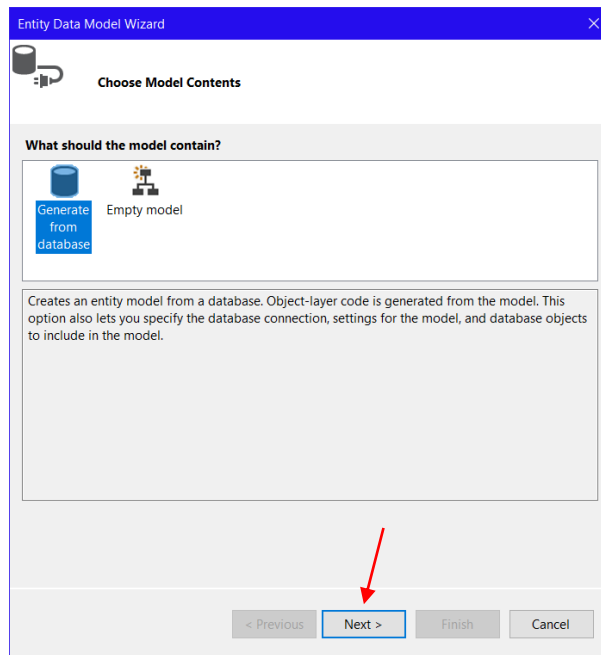 Entity Data Model Wizard
Choose Model Contents
What should the model contain?
Generate
from
database
Empty model
Creates an entity model from a database. Object-layer code is generated from the model. This
option also lets you specify the database connection, settings for the model, and database objects
to include in the model.
< Previous
Next >
Finish
Cancel